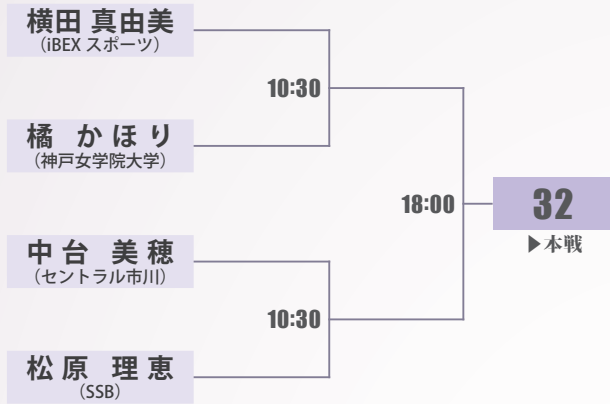 横田 真由美
(iBEX スポーツ)
10:30
橘 かほり
(神戸女学院大学)
18:00
32
▶本戦
中台 美穂
(セントラル市川)
10:30
松原 理恵
(SSB)